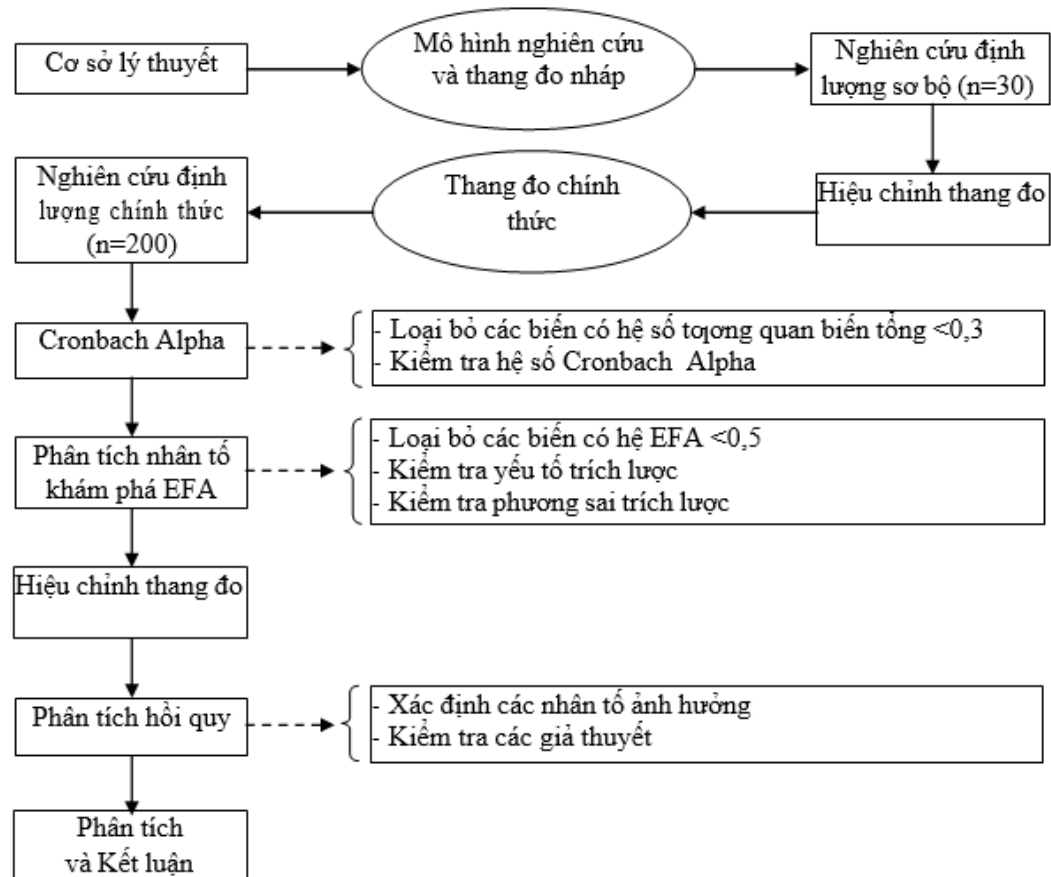 Cơ sở lý thuyết
Mô hình nghiên cứu
và thang đo nháp
Nghiên cứu định
lượng sơ bộ (n=30)
Hiệu chỉnh thang đo
Thang đo chính
thức
Nghiên cứu định
lượng chính thức
(n=200)
Cronbach Alpha
- Loại bỏ các biến có hệ số tƣơng quan biến tổng <0,3
- Kiểm tra hệ số Cronbach Alpha
Phân tích nhân tố
khám phá EFA
- Loại bỏ các biến có hệ EFA <0,5
- Kiểm tra yếu tố trích lược
- Kiểm tra phương sai trích lược
Hiệu chỉnh thang đo
Phân tích hồi quy
- Xác định các nhân tố ảnh hưởng
- Kiểm tra các giả thuyết
Phân tích
và Kết luận